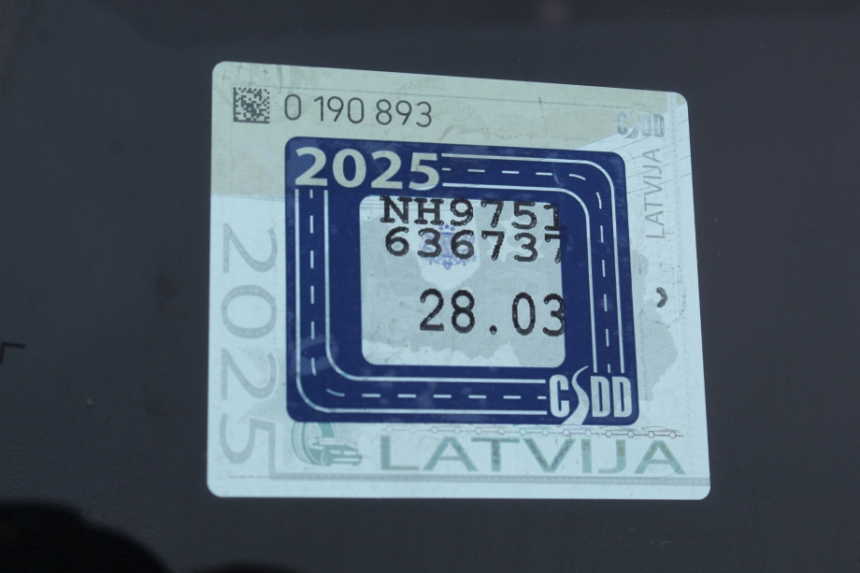 0 190 893
CSDD
LATVIJA
2025
NH9751
636737
28.03
2025
CSDD
LATVIJA